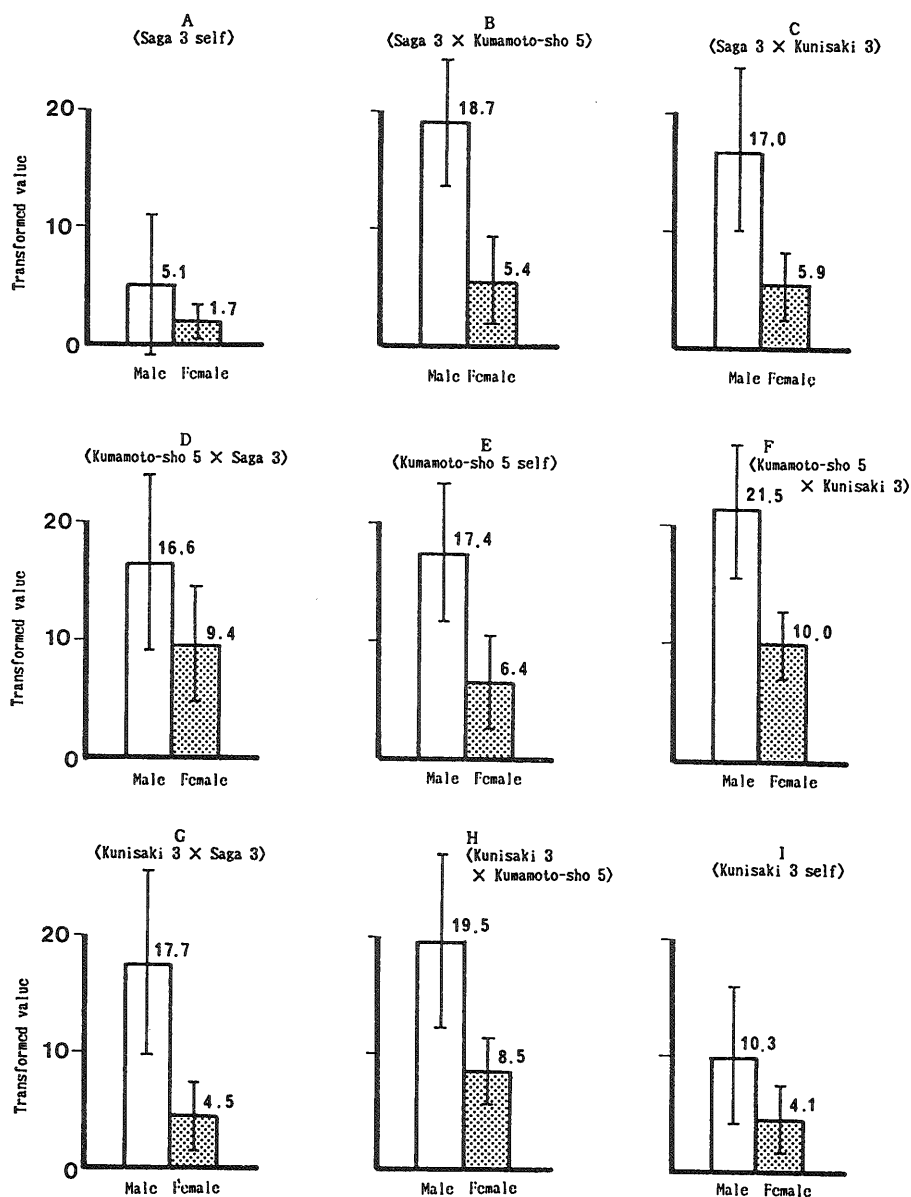 A
(Saga 3 self)
B
(Saga 3 × Kumamoto-sho 5)
C
(Saga 3 × Kunisaki 3)
Transformed value
20
10
0
5.1
1.7
Male Female
18.7
5.4
Male Female
17.0
5.9
Male Female
D
(Kumamoto-sho 5 × Saga 3)
E
(Kumamoto-sho 5 self)
F
(Kumamoto-sho 5
× Kunisaki 3)
Transformed value
20
10
0
16.6
9.4
Male Female
17.4
6.4
Male Female
21.5
10.0
Male Female
G
(Kunisaki 3 × Saga 3)
H
(Kunisaki 3
× Kumamoto-sho 5)
I
(Kunisaki 3 self)
Transformed value
20
10
0
17.7
4.5
Male Female
19.5
8.5
Male Female
10.3
4.1
Male Female